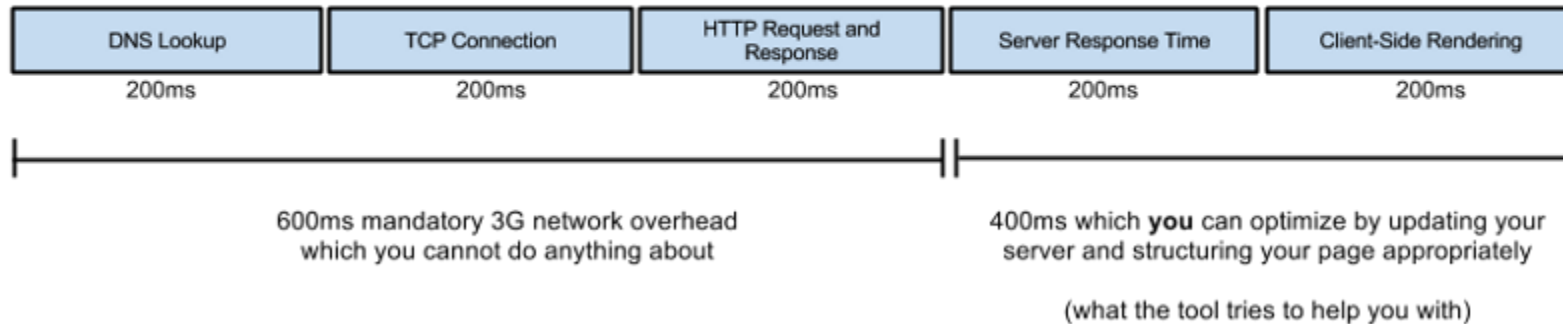 DNS Lookup
TCP Connection
HTTP Request and
Response
Server Response Time
Client-Side Rendering
200ms
200ms
200ms
200ms
200ms
600ms mandatory 3G network overhead
which you cannot do anything about
400ms which you can optimize by updating your
server and structuring your page appropriately
(what the tool tries to help you with)